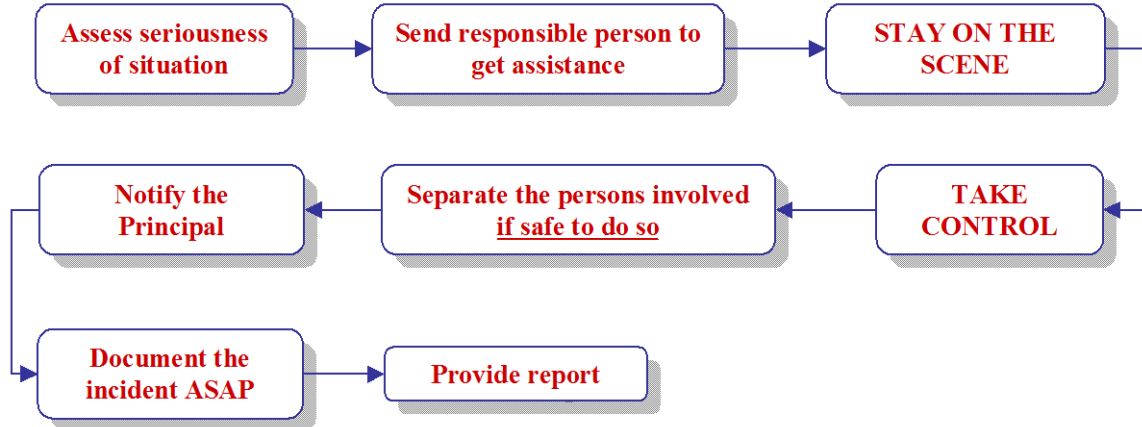 Assess seriousness
of situation
Send responsible person to
get assistance
STAY ON THE
SCENE
TAKE
CONTROL
Separate the persons involved
if safe to do so
Notify the
Principal
Document the
incident ASAP
Provide report